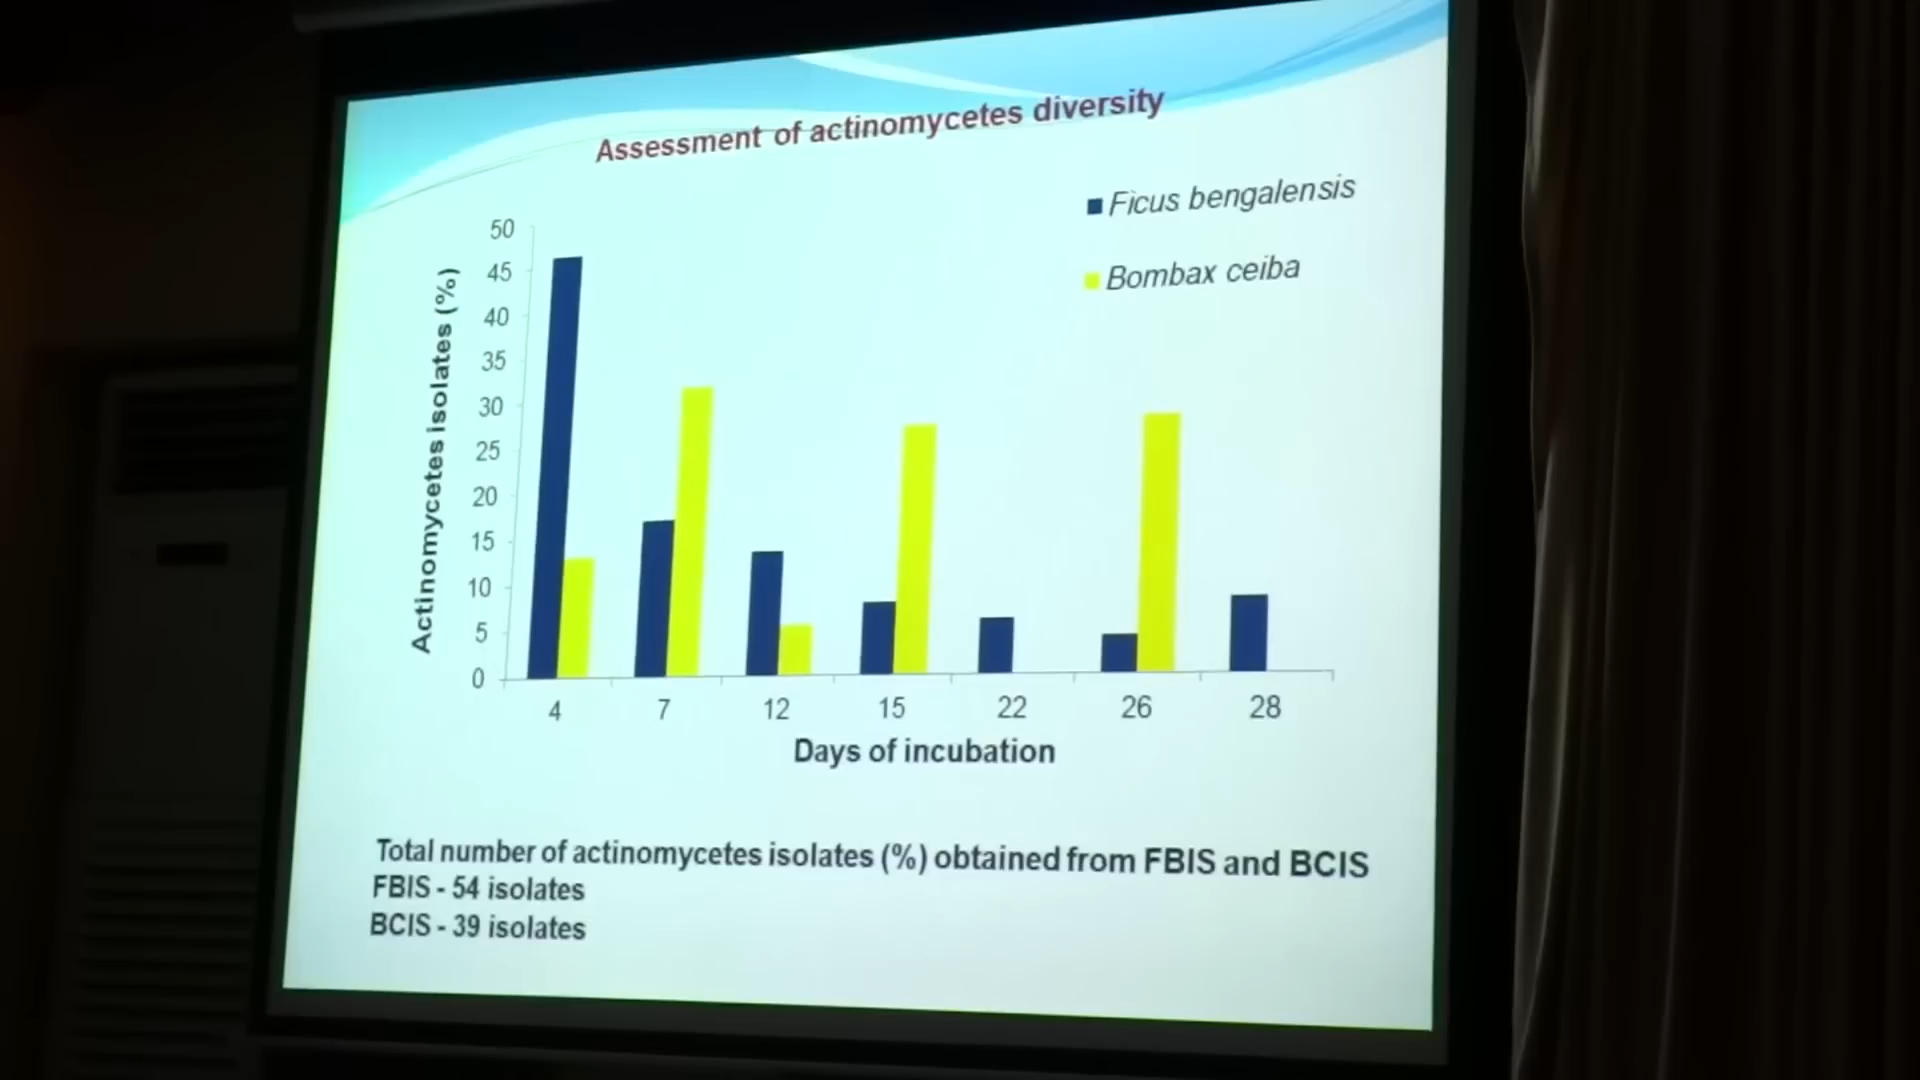 Assessment of actinomycetes diversity
Ficus bengalensis
Bombax ceiba
Actinomycetes isolates (%)
50
45
40
35
30
25
20
15
10
5
0
4 7 12 15 22 26 28
Days of incubation
Total number of actinomycetes isolates (%) obtained from FBIS and BCIS
FBIS - 54 isolates
BCIS - 39 isolates